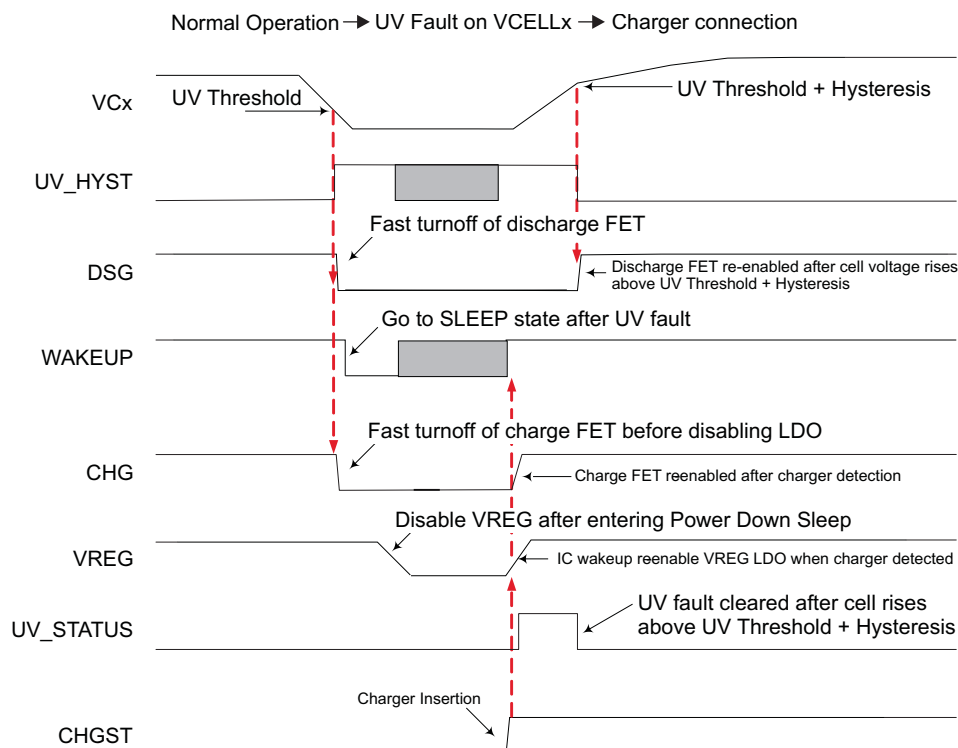 Normal Operation → UV Fault on VCELLx → Charger connection
VCx
UV Threshold
UV Threshold + Hysteresis
UV_HYST
Fast turnoff of discharge FET
DSG
Discharge FET re-enabled after cell voltage rises
above UV Threshold + Hysteresis
Go to SLEEP state after UV fault
WAKEUP
Fast turnoff of charge FET before disabling LDO
CHG
Charge FET reenabled after charger detection
Disable VREG after entering Power Down Sleep
VREG
IC wakeup reenable VREG LDO when charger detected
UV_STATUS
UV fault cleared after cell rises
above UV Threshold + Hysteresis
Charger Insertion
CHGST